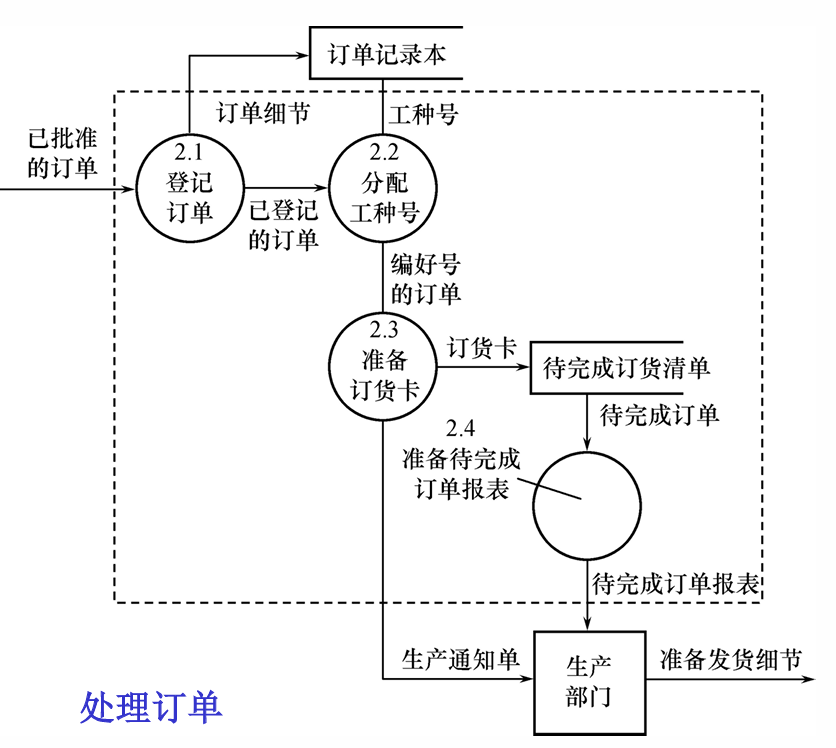 订单记录本
订单细节
工种号
已批准
的订单
2.1
登记
订单
已登记
的订单
2.2
分配
工种号
编好号
的订单
2.3
准备
订货卡
订货卡
待完成订货清单
待完成订单
2.4
准备待完成
订单报表
待完成订单报表
生产通知单
生产
部门
准备发货细节
处理订单